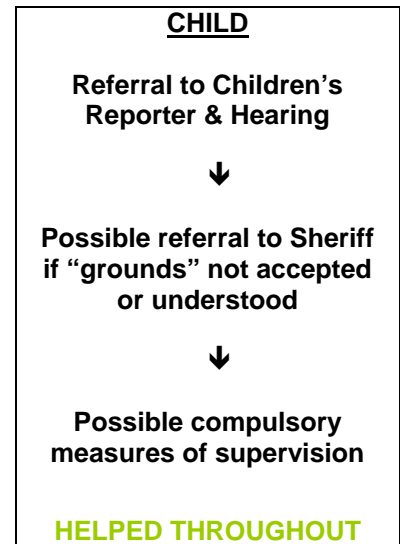 CHILD
Referral to Children’s
Reporter & Hearing
↓
Possible referral to Sheriff
if “grounds” not accepted
or understood
↓
Possible compulsory
measures of supervision
HELPED THROUGHOUT